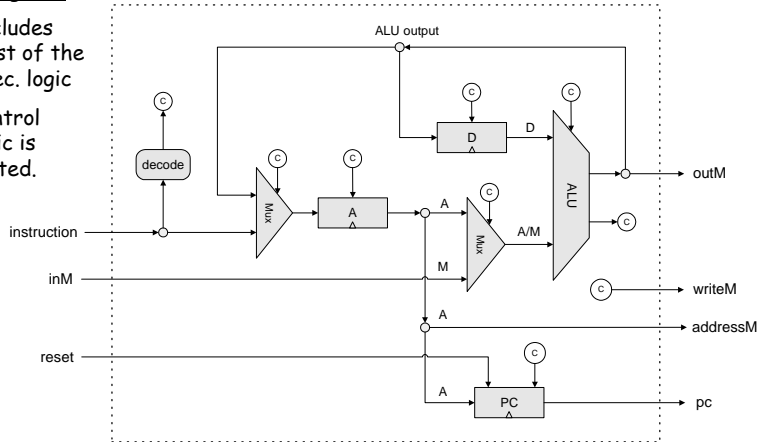 cludes
st of the
ec. logic
ntrol
ic is
ted.
ALU output
C
C
C
D
D
decode
C
C
C
ALU
outM
Mux
A
A
Mux
A/M
C
instruction
M
inM
C
writeM
A
addressM
reset
C
A
PC
pc